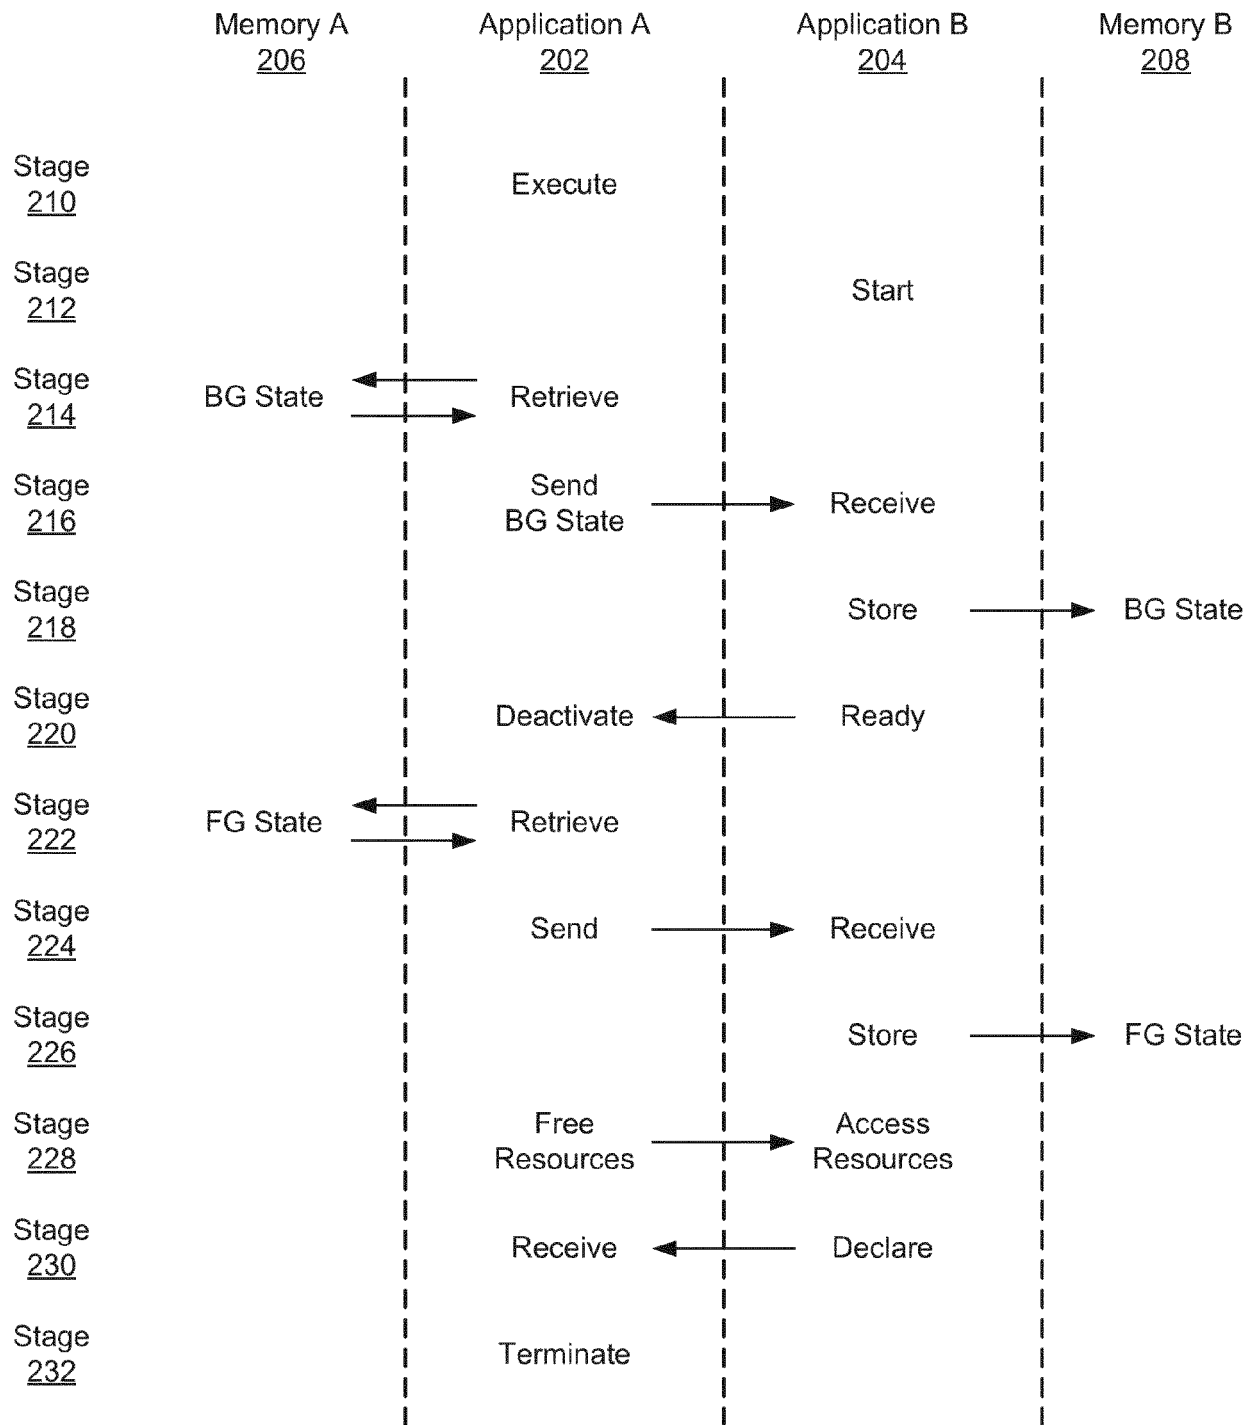 Memory A
206
Application A
202
Application B
204
Memory B
208
Stage
210
Execute
Stage
212
Start
Stage
214
BG State
Retrieve
Stage
216
Send
BG State
Receive
Stage
218
Store
BG State
Stage
220
Deactivate
Ready
Stage
222
FG State
Retrieve
Stage
224
Send
Receive
Stage
226
Store
FG State
Stage
228
Free
Resources
Access
Resources
Stage
230
Receive
Declare
Stage
232
Terminate